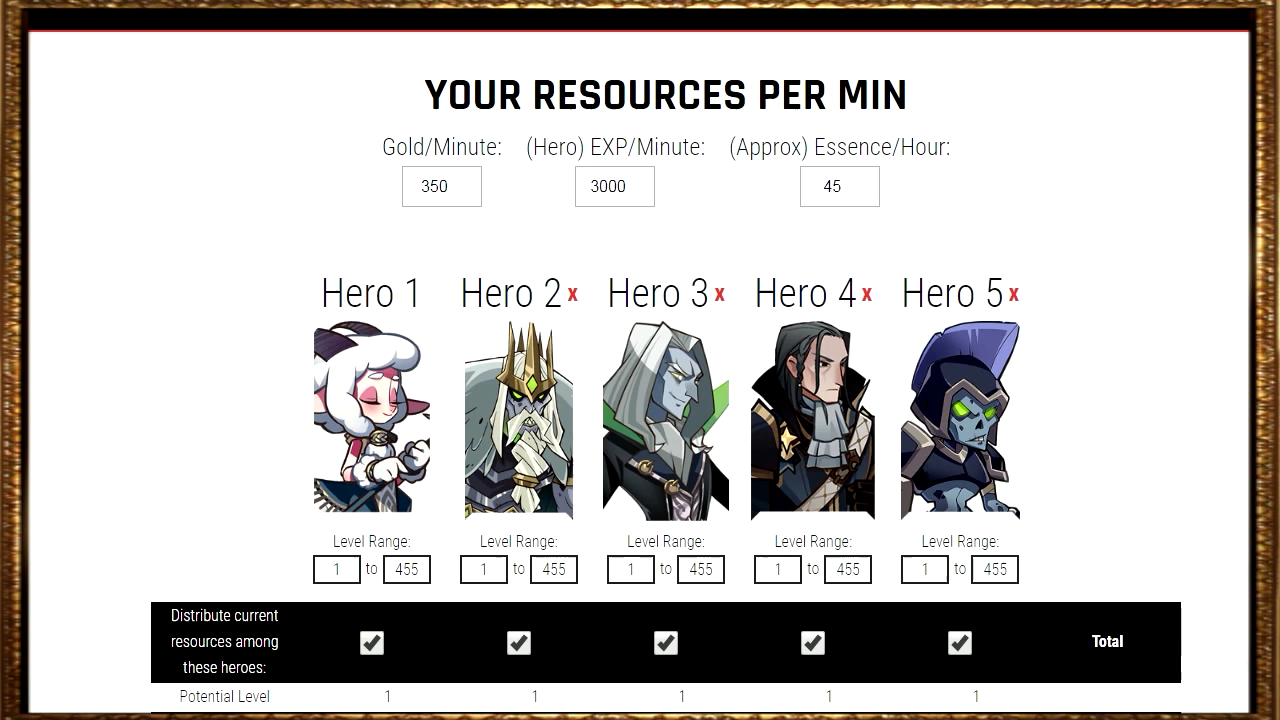 YOUR RESOURCES PER MIN
Gold/Minute: (Hero) EXP/Minute: (Approx) Essence/Hour:
350 3000 45
Hero 1 Hero 2 x Hero 3 x Hero 4 x Hero 5 x
Level Range: Level Range: Level Range: Level Range: Level Range:
1 to 455 1 to 455 1 to 455 1 to 455 1 to 455
Distribute current
resources among
these heroes:
Total
Potential Level 1 1 1 1 1